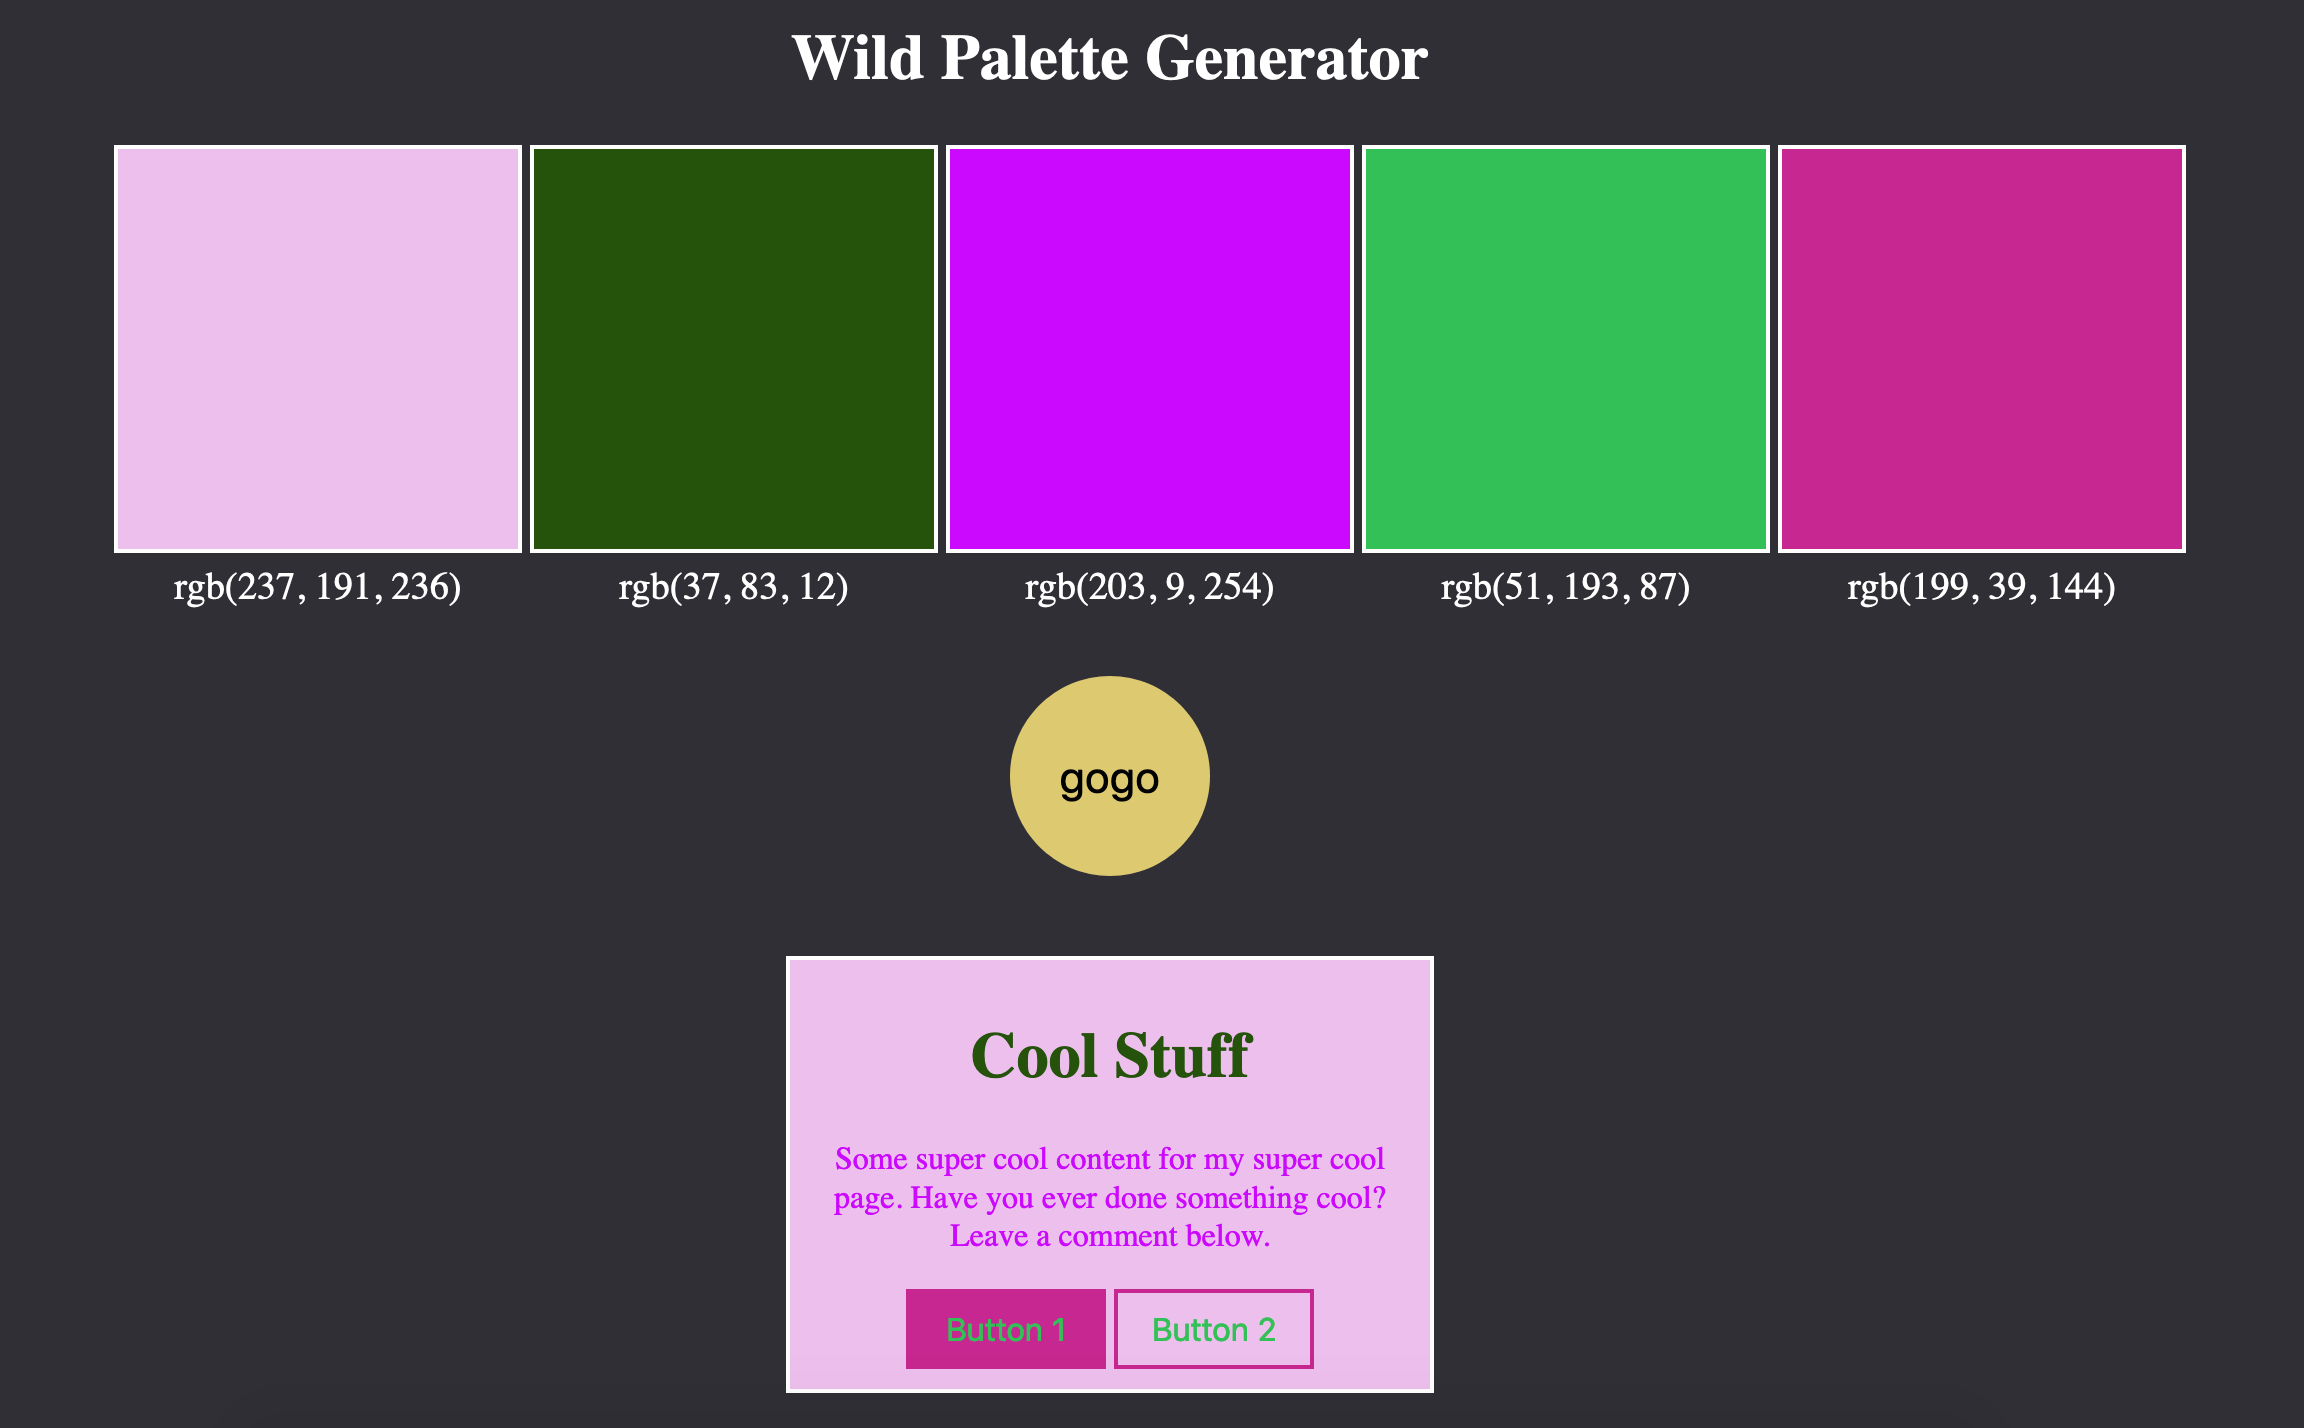 Wild Palette Generator
rgb(237, 191, 236)
rgb(37, 83, 12)
rgb(203, 9, 254)
rgb(51, 193, 87)
rgb(199, 39, 144)
gogo
Cool Stuff
Some super cool content for my super cool
page. Have you ever done something cool?
Leave a comment below.
Button 1
Button 2